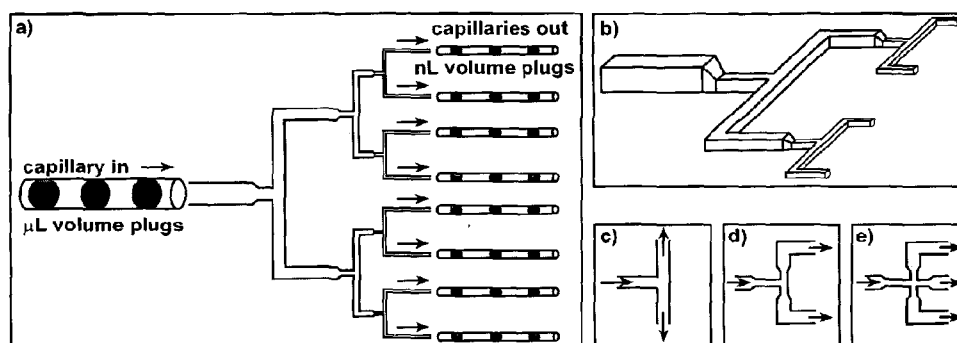 a)
capillaries out
nL volume plugs
capillary in
µL volume plugs
b)
c)
d)
e)